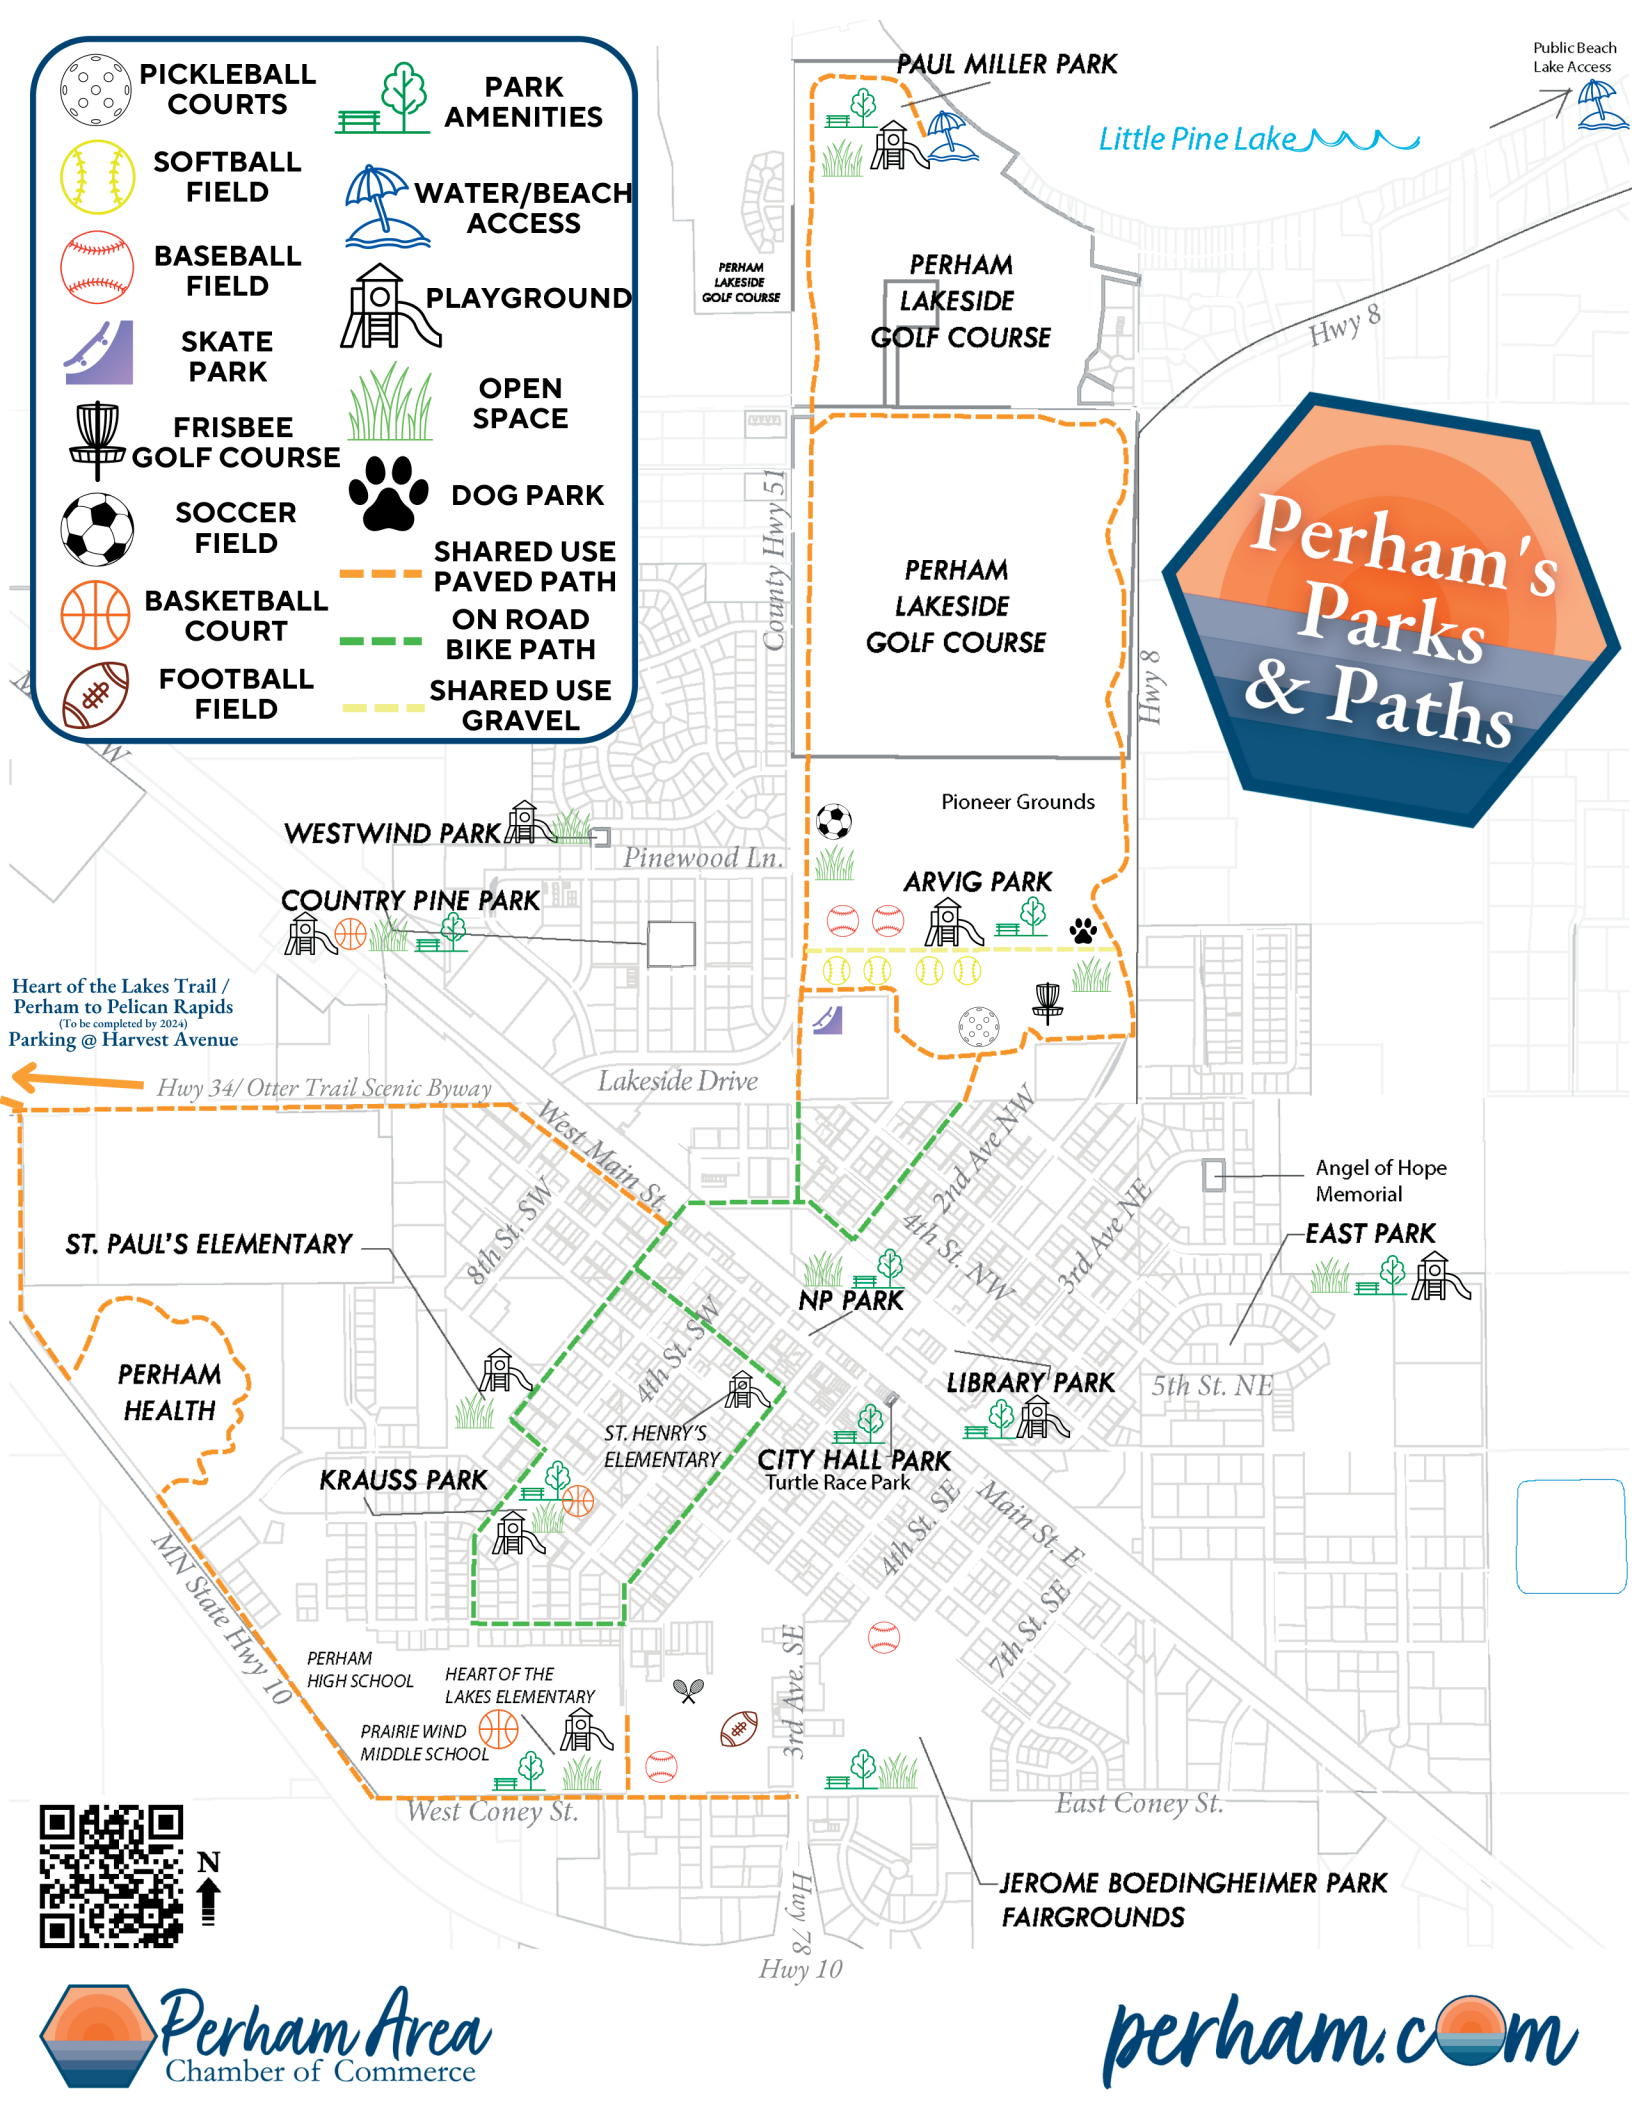 PICKLEBALL
COURTS
SOFTBALL
FIELD
BASEBALL
FIELD
SKATE
PARK
FRISBEE
GOLF COURSE
SOCCER
FIELD
BASKETBALL
COURT
FOOTBALL
FIELD
PARK
AMENITIES
WATER/BEACH
ACCESS
PLAYGROUND
OPEN
SPACE
DOG PARK
SHARED USE
PAVED PATH
ON ROAD
BIKE PATH
SHARED USE
GRAVEL
PAUL MILLER PARK
Public Beach
Lake Access
Little Pine Lake
PERHAM
LAKESIDE
GOLF COURSE
PERHAM
LAKESIDE
GOLF COURSE
Hwy 8
Perham's
Parks
& Paths
County Hwy 51
PERHAM
LAKESIDE
GOLF COURSE
Hwy 8
W
Pioneer Grounds
WESTWIND PARK
Pinewood Ln.
ARVIG PARK
COUNTRY PINE PARK
Heart of the Lakes Trail /
Perham to Pelican Rapids
(To be completed by 2024)
Parking @ Harvest Avenue
Hwy 34/ Otter Trail Scenic Byway
Lakeside Drive
West Main St.
2nd Ave NW
8th St. SW
4th St. NW
3rd Ave NE
Angel of Hope
Memorial
EAST PARK
ST. PAUL'S ELEMENTARY
NP PARK
4th St. SW
PERHAM
HEALTH
LIBRARY PARK
5th St. NE
ST. HENRY'S
ELEMENTARY
CITY HALL PARK
Turtle Race Park
KRAUSS PARK
4th St. SE
Main St. E
7th St. SE
MN State Hwy 10
3rd Ave. SE
PERHAM
HIGH SCHOOL
HEART OF THE
LAKES ELEMENTARY
PRAIRIE WIND
MIDDLE SCHOOL
West Coney St.
East Coney St.
N
JEROME BOEDINGHEIMER PARK
FAIRGROUNDS
Hwy 78
Hwy 10
Perham Area
Chamber of Commerce
perham.com